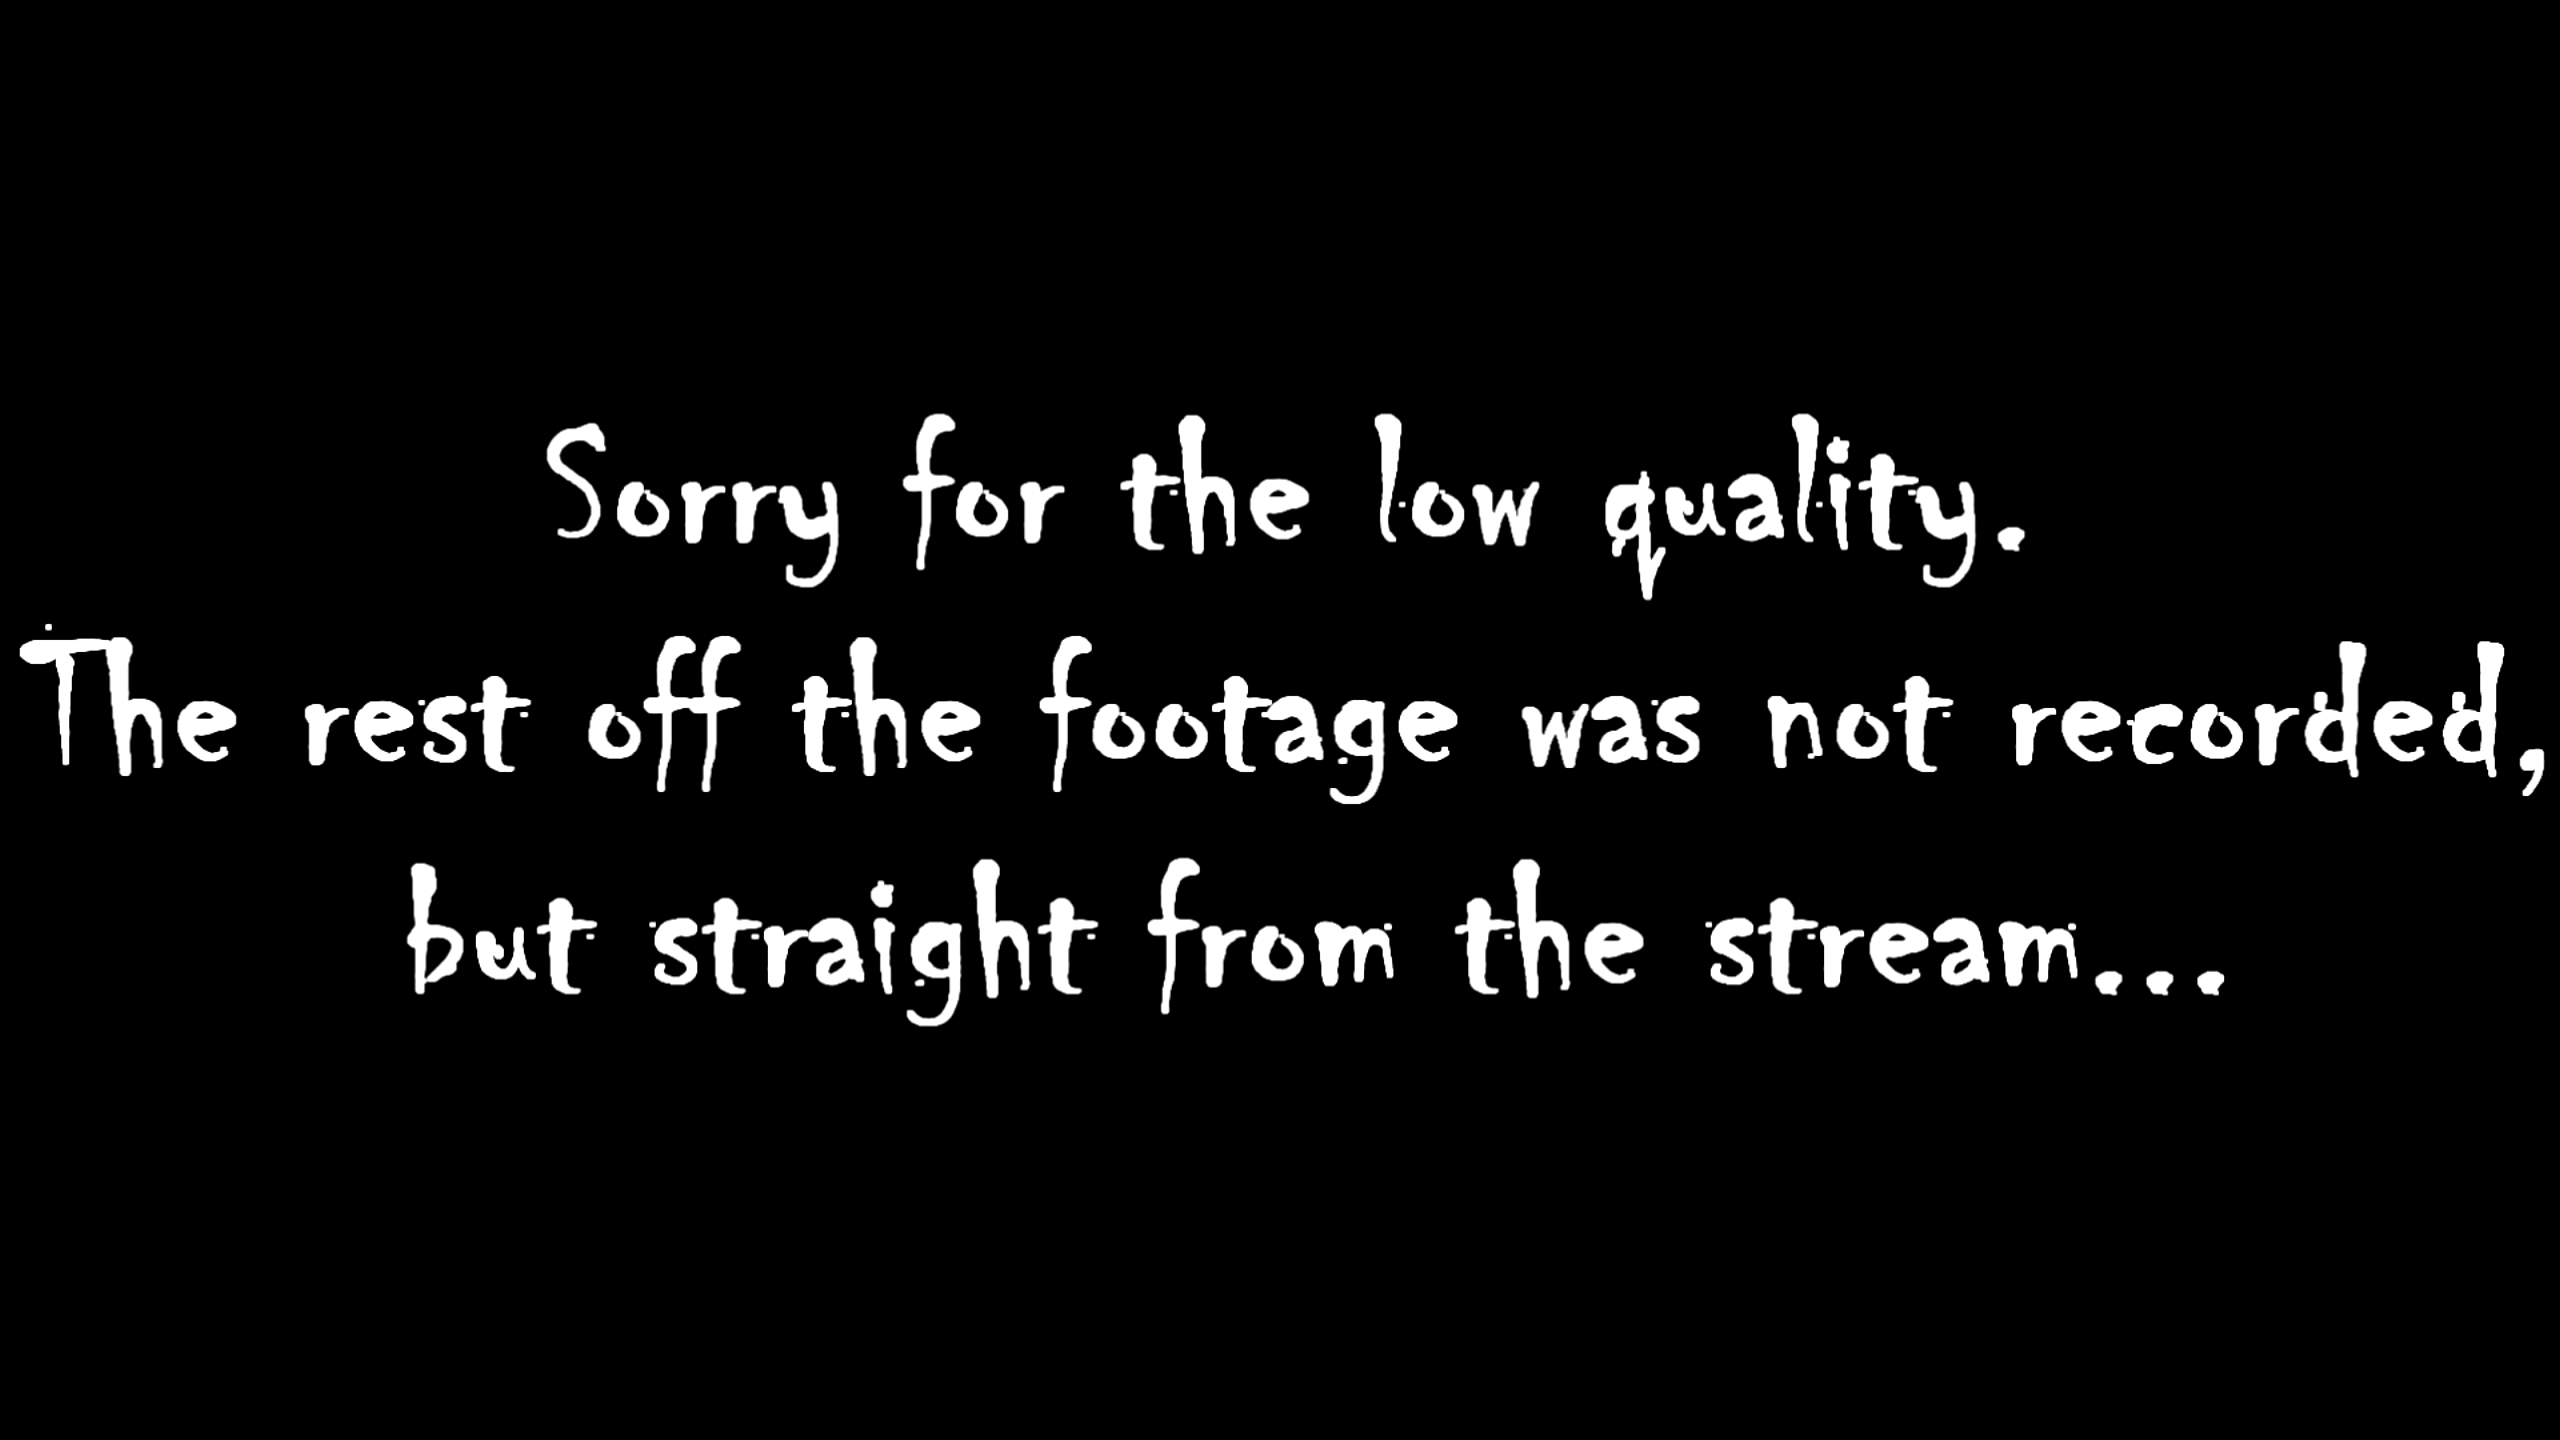 Sorry for the low quality.
The rest off the footage was not recorded,
but straight from the stream...